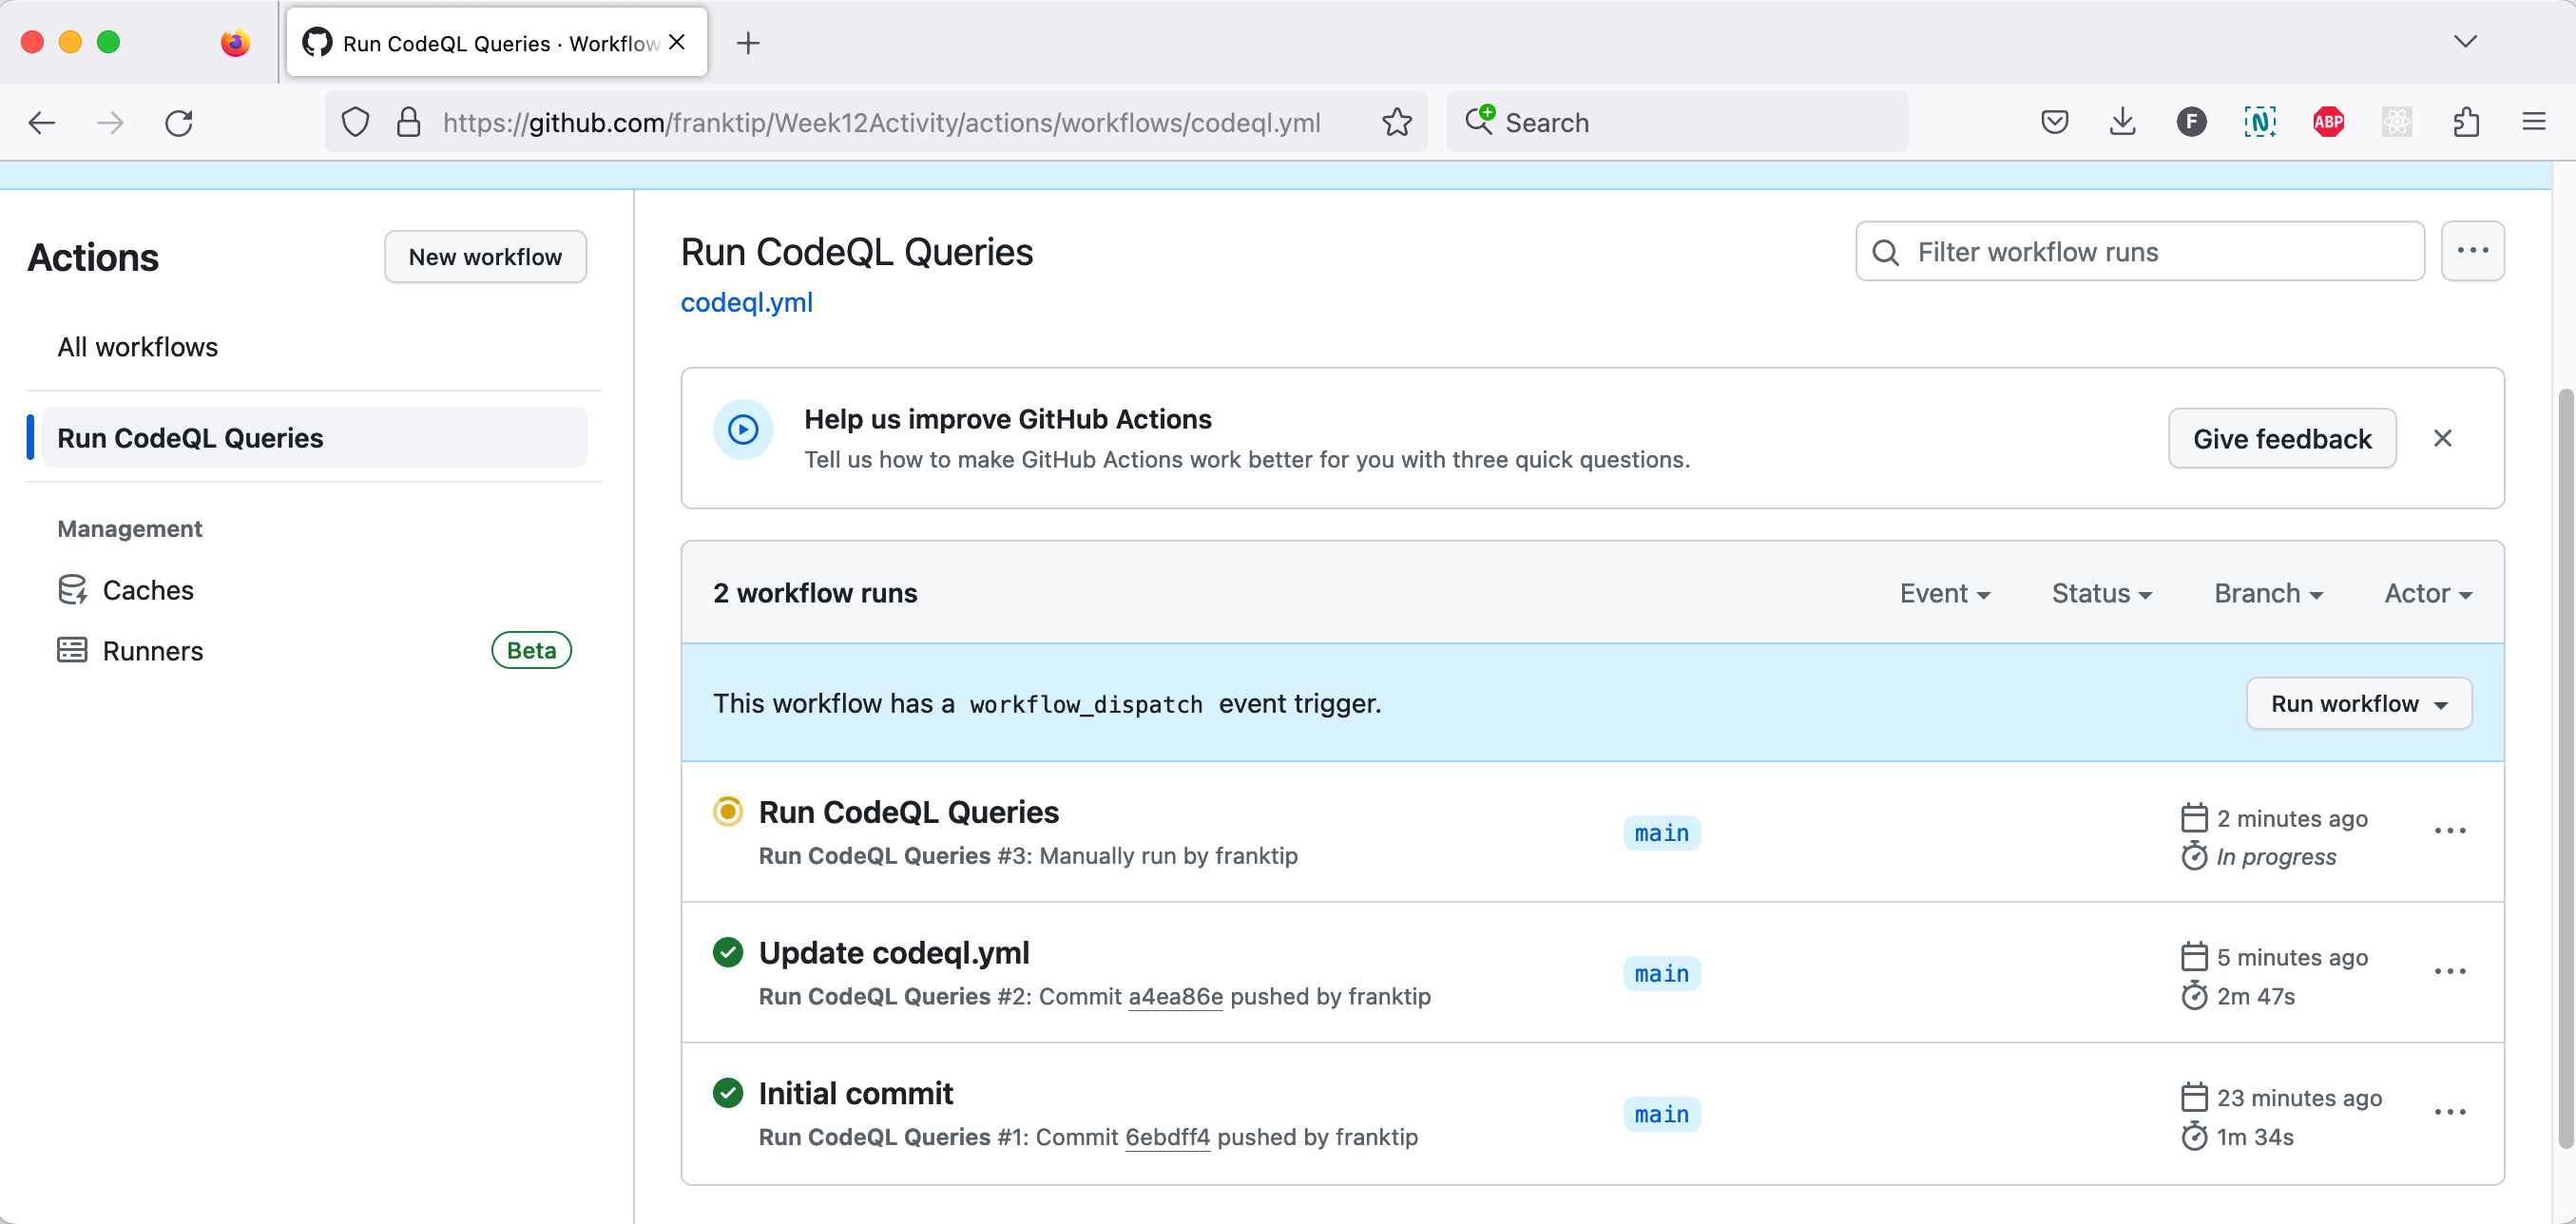 Run CodeQL Queries · Workflow
https://github.com/franktip/Week12Activity/actions/workflows/codeql.yml
Search
F
N
ABP
Actions
New workflow
All workflows
Run CodeQL Queries
Management
Caches
Runners
Beta
Run CodeQL Queries
Filter workflow runs
codeql.yml
Help us improve GitHub Actions
Tell us how to make GitHub Actions work better for you with three quick questions.
Give feedback
2 workflow runs
Event
Status
Branch
Actor
This workflow has a workflow_dispatch event trigger.
Run workflow
Run CodeQL Queries
Run CodeQL Queries #3: Manually run by franktip
main
2 minutes ago
In progress
Update codeql.yml
Run CodeQL Queries #2: Commit a4ea86e pushed by franktip
main
5 minutes ago
2m 47s
Initial commit
Run CodeQL Queries #1: Commit 6ebdff4 pushed by franktip
main
23 minutes ago
1m 34s